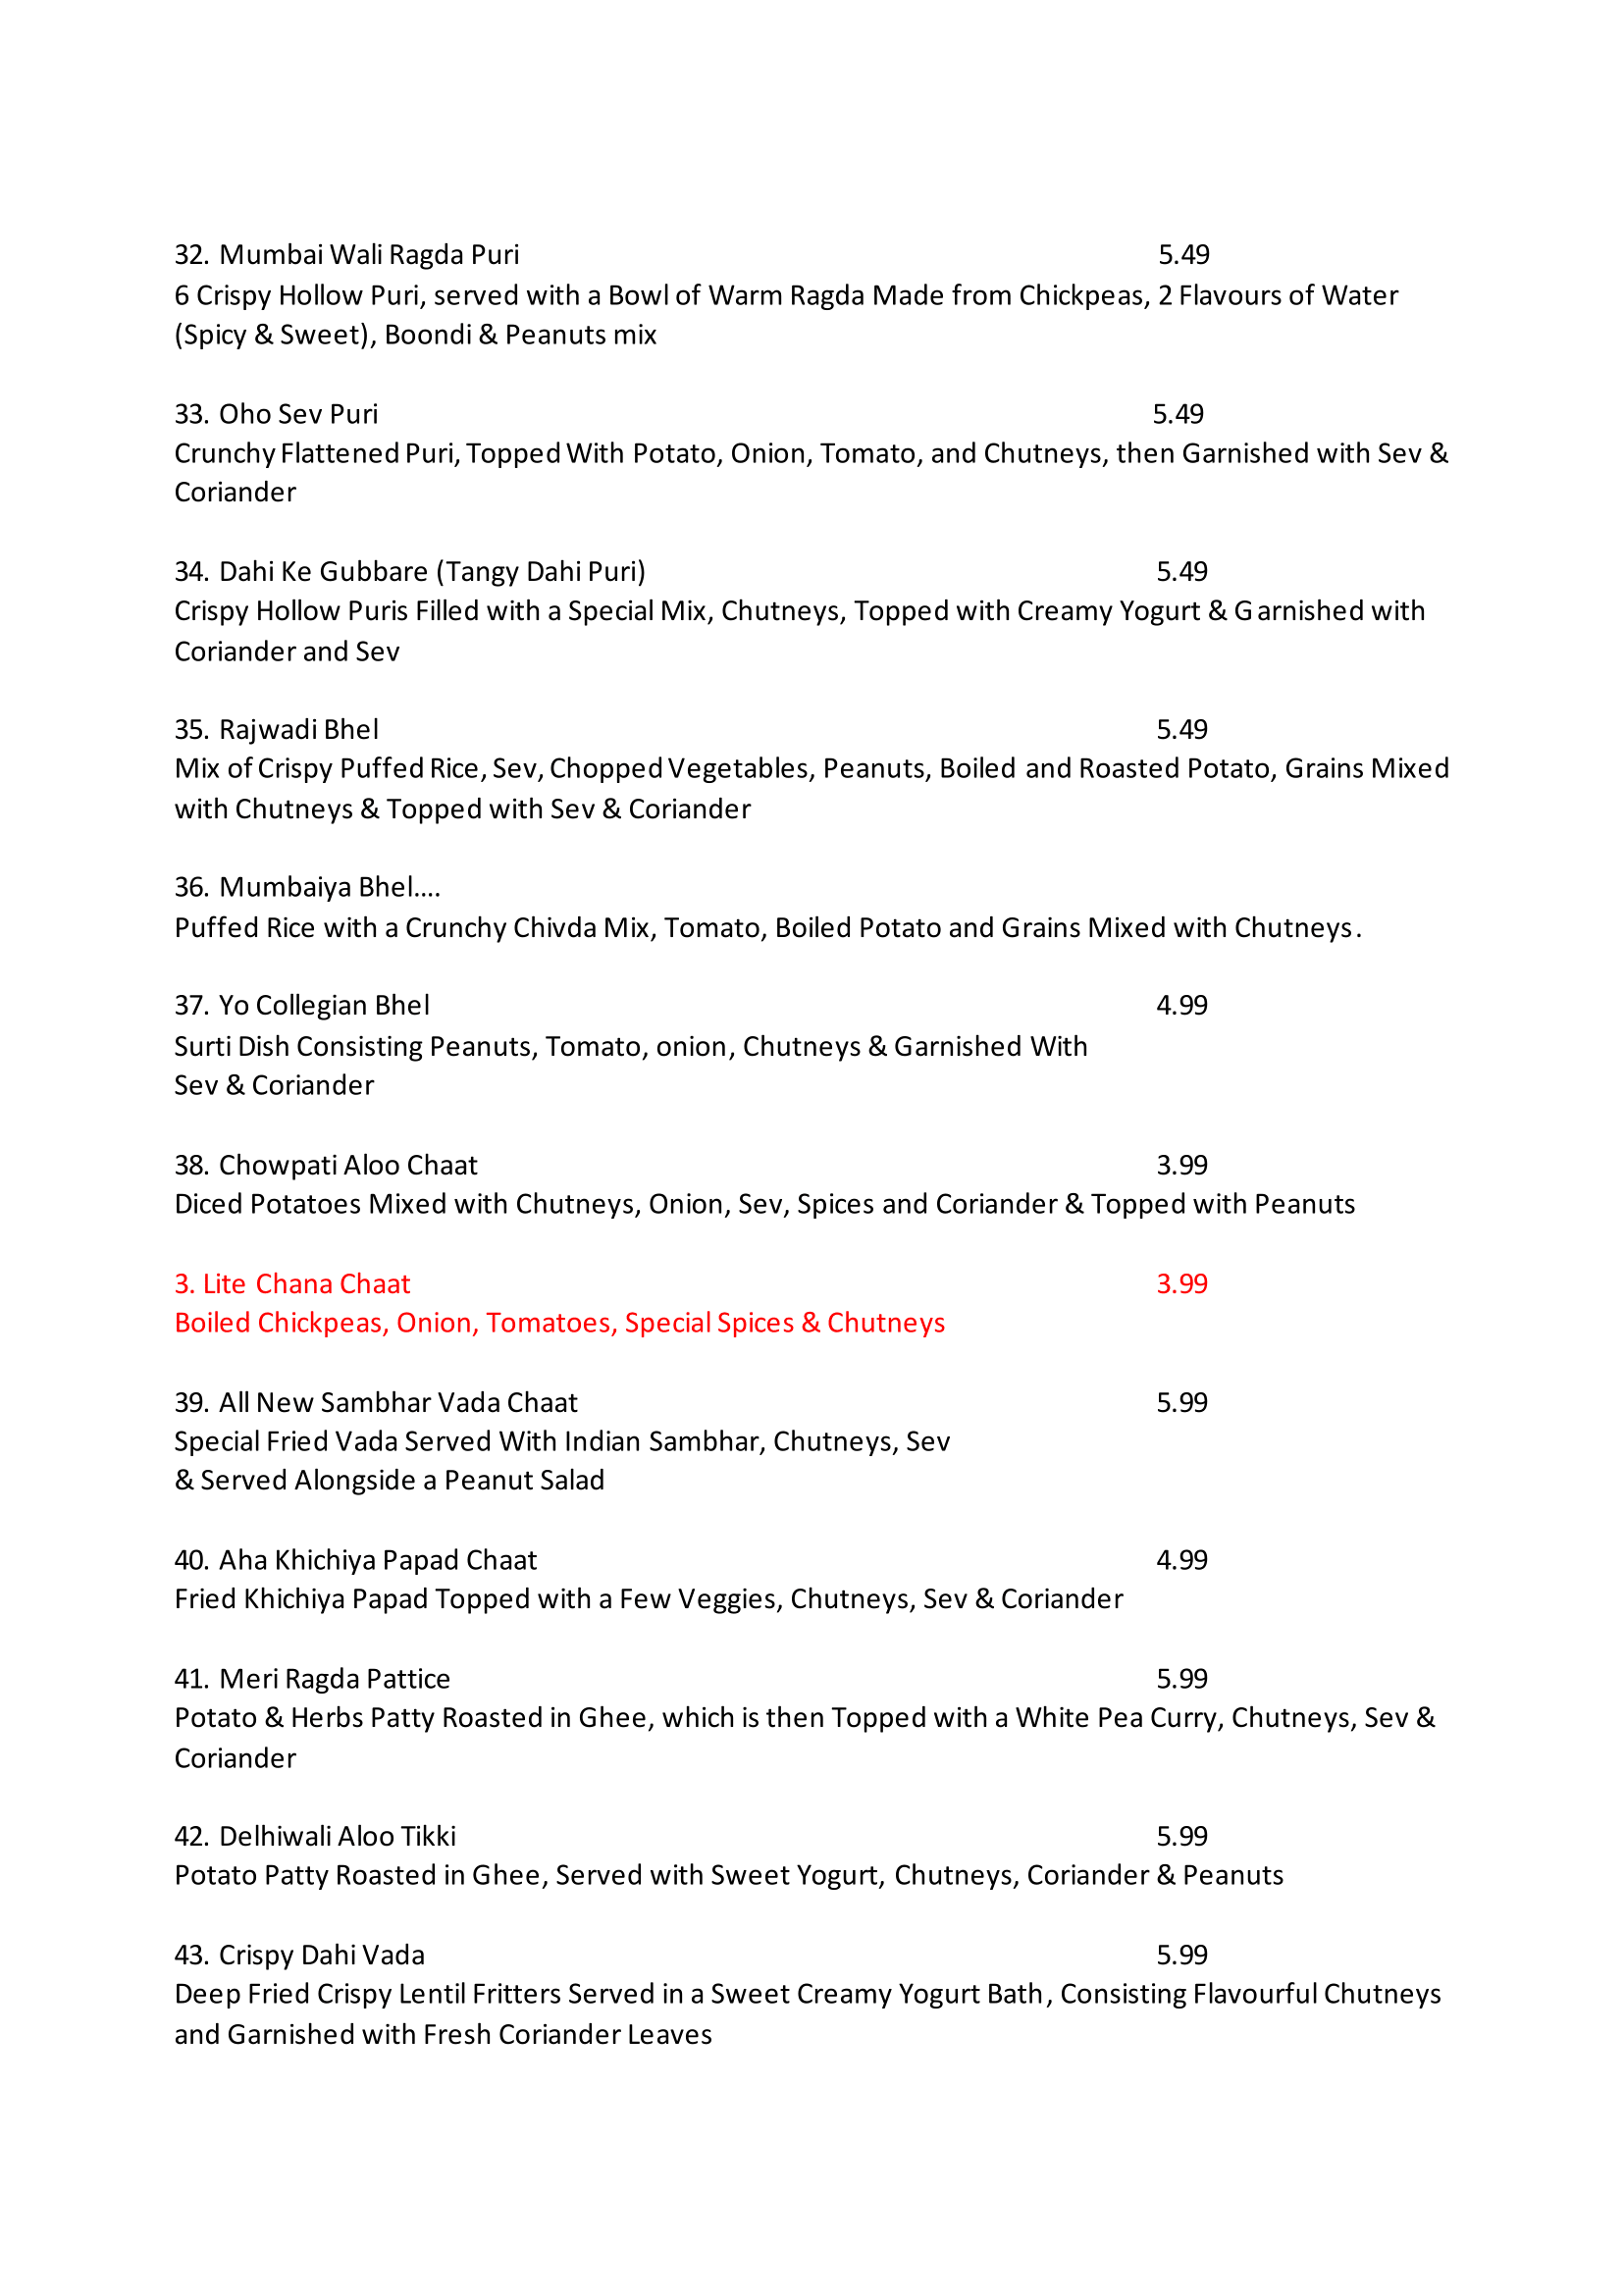 32. Mumbai Wali Ragda Puri 5.49
6 Crispy Hollow Puri, served with a Bowl of Warm Ragda Made from Chickpeas, 2 Flavours of Water
(Spicy & Sweet), Boondi & Peanuts mix
33. Oho Sev Puri 5.49
Crunchy Flattened Puri, Topped With Potato, Onion, Tomato, and Chutneys, then Garnished with Sev &
Coriander
34. Dahi Ke Gubbare (Tangy Dahi Puri) 5.49
Crispy Hollow Puris Filled with a Special Mix, Chutneys, Topped with Creamy Yogurt & Garnished with
Coriander and Sev
35. Rajwadi Bhel 5.49
Mix of Crispy Puffed Rice, Sev, Chopped Vegetables, Peanuts, Boiled and Roasted Potato, Grains Mixed
with Chutneys & Topped with Sev & Coriander
36. Mumbaiya Bhel....
Puffed Rice with a Crunchy Chivda Mix, Tomato, Boiled Potato and Grains Mixed with Chutneys.
37. Yo Collegian Bhel 4.99
Surti Dish Consisting Peanuts, Tomato, onion, Chutneys & Garnished With
Sev & Coriander
38. Chowpati Aloo Chaat 3.99
Diced Potatoes Mixed with Chutneys, Onion, Sev, Spices and Coriander & Topped with Peanuts
3. Lite Chana Chaat 3.99
Boiled Chickpeas, Onion, Tomatoes, Special Spices & Chutneys
39. All New Sambhar Vada Chaat 5.99
Special Fried Vada Served With Indian Sambhar, Chutneys, Sev
& Served Alongside a Peanut Salad
40. Aha Khichiya Papad Chaat 4.99
Fried Khichiya Papad Topped with a Few Veggies, Chutneys, Sev & Coriander
41. Meri Ragda Pattice 5.99
Potato & Herbs Patty Roasted in Ghee, which is then Topped with a White Pea Curry, Chutneys, Sev &
Coriander
42. Delhiwali Aloo Tikki 5.99
Potato Patty Roasted in Ghee, Served with Sweet Yogurt, Chutneys, Coriander & Peanuts
43. Crispy Dahi Vada 5.99
Deep Fried Crispy Lentil Fritters Served in a Sweet Creamy Yogurt Bath, Consisting Flavourful Chutneys
and Garnished with Fresh Coriander Leaves